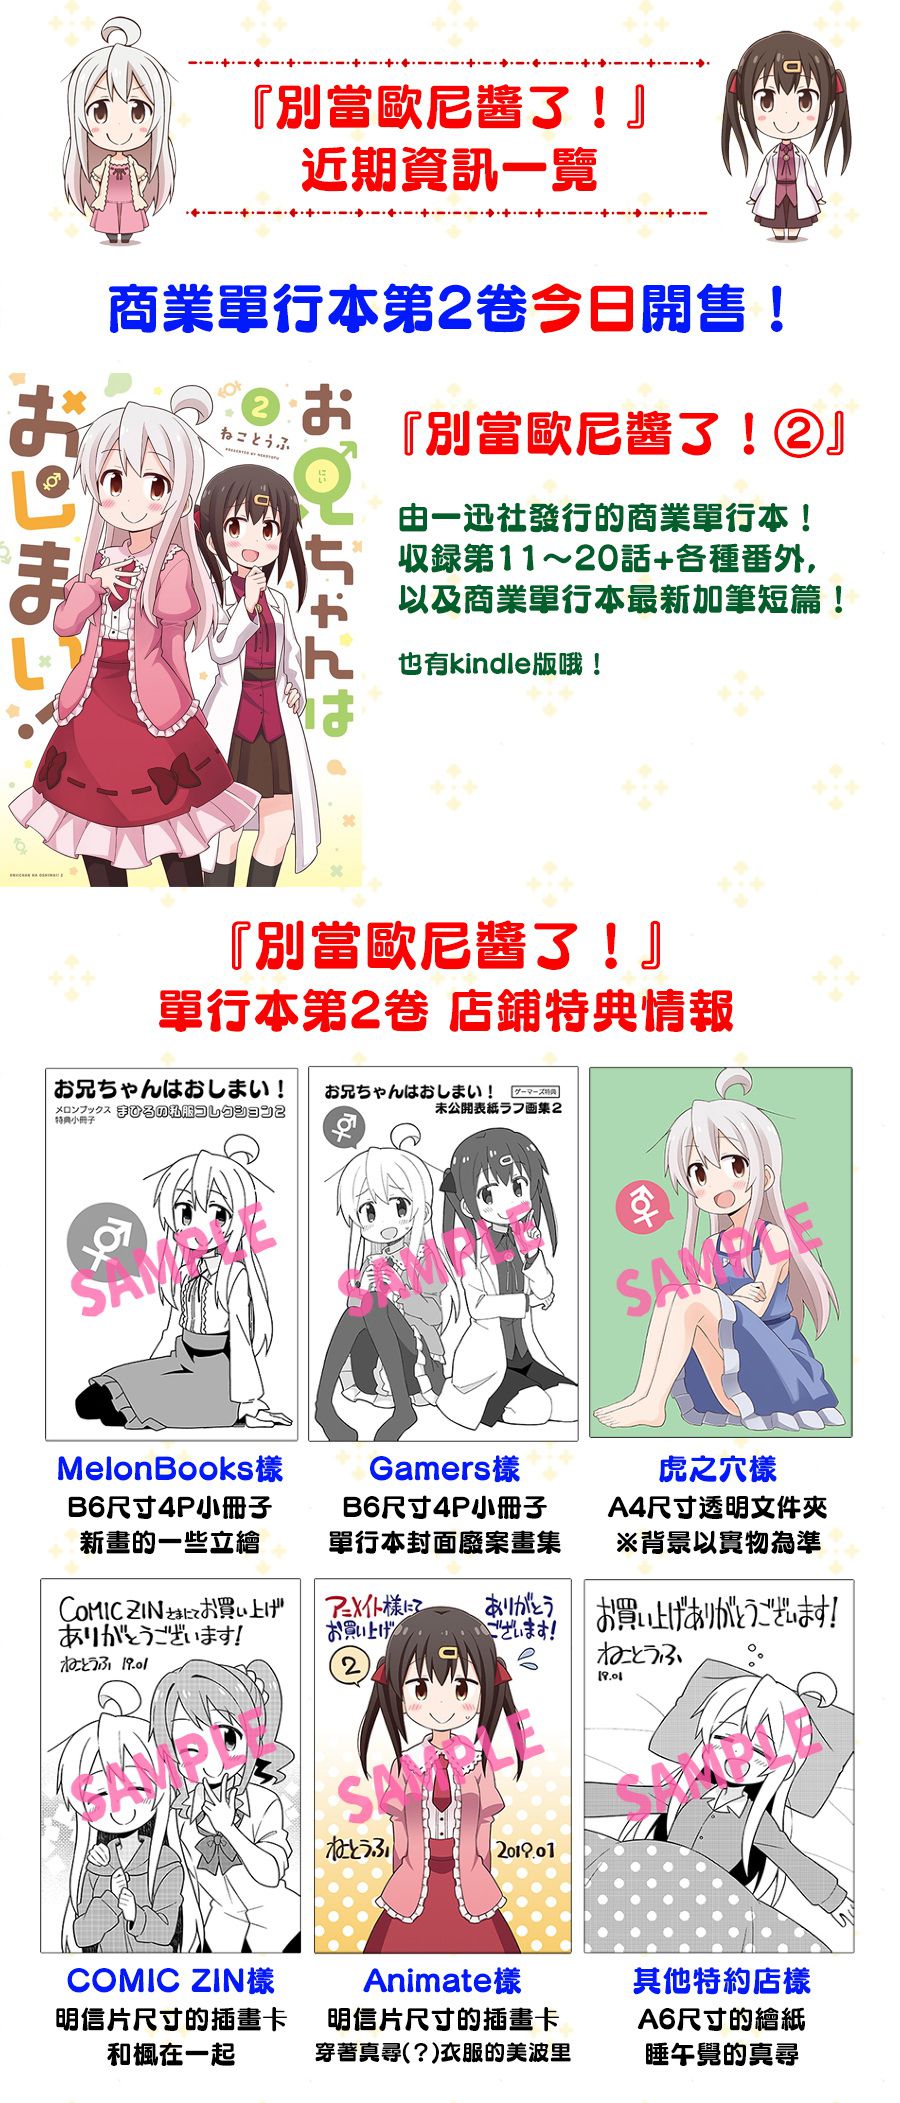 『別當歐尼醬了！』
近期資訊一覽
商業單行本第2卷今日開售！
お兄ちゃんは
にい
おしまい！
2
ねことうふ
PRESENTED BY NEKOTOFU
ONIICHAN HA OSHIMAI! 2
『別當歐尼醬了！②』
由一迅社發行的商業單行本！
収録第11～20話+各種番外,
以及商業單行本最新加筆短篇！
也有kindle版哦！
『別當歐尼醬了！』
單行本第2卷 店鋪特典情報
お兄ちゃんはおしまい！
メロンブックス
特典小冊子
まひろの私服コレクション2
SAMPLE
お兄ちゃんはおしまい！
ゲーマーズ特典
未公開表紙ラフ画集2
SAMPLE
SAMPLE
MelonBooks樣
B6尺寸4P小冊子
新畫的一些立繪
Gamers樣
B6尺寸4P小冊子
單行本封面廢案畫集
虎之穴樣
A4尺寸透明文件夾
※背景以實物為準
COMIC ZINさまにてお買い上げ
ありがとうございます!
ねことうふ 19.01
SAMPLE
アニメイト様にて
お買い上げ
ありがとう
ございます!
2
SAMPLE
ねことうふ
2019.01
お買い上げありがとうございます!
ねことうふ
19.01
SAMPLE
COMIC ZIN樣
明信片尺寸的插畫卡
和楓在一起
Animate樣
明信片尺寸的插畫卡
穿著真尋(?)衣服的美波里
其他特約店樣
A6尺寸的繪紙
睡午覺的真尋